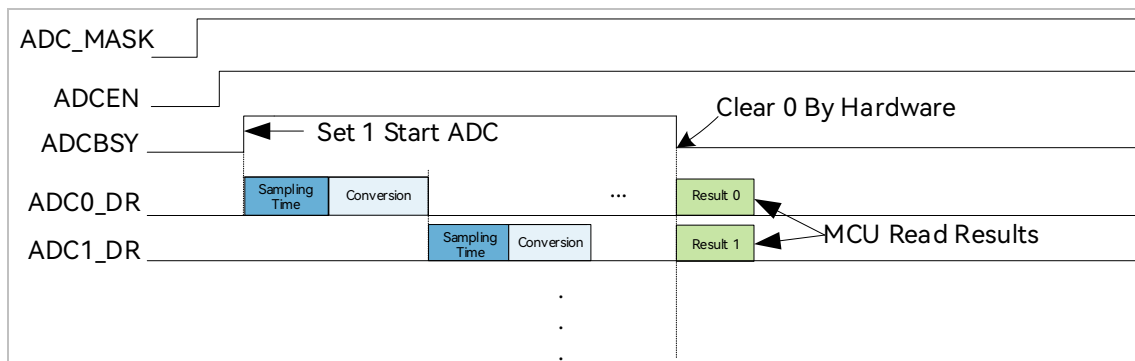 ADC_MASK
ADCEN
Clear 0 By Hardware
ADCBSY
Set 1 Start ADC
ADC0_DR
Sampling
Time
Conversion
...
Result 0
MCU Read Results
ADC1_DR
Sampling
Time
Conversion
Result 1
.
.
.